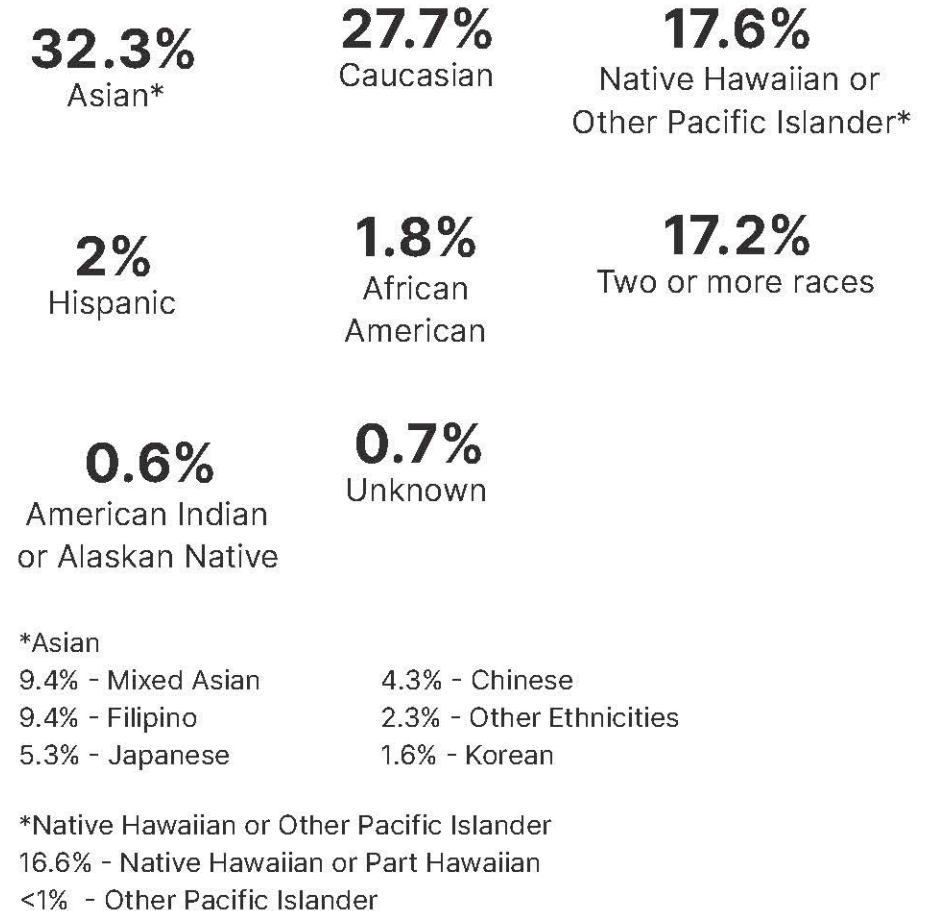 32.3%
Asian*
27.7%
Caucasian
17.6%
Native Hawaiian or
Other Pacific Islander*
2%
Hispanic
1.8%
African
American
17.2%
Two or more races
0.6%
American Indian
or Alaskan Native
0.7%
Unknown
*Asian
9.4% - Mixed Asian
9.4% - Filipino
5.3% - Japanese
4.3% - Chinese
2.3% - Other Ethnicities
1.6% - Korean
*Native Hawaiian or Other Pacific Islander
16.6% - Native Hawaiian or Part Hawaiian
<1% - Other Pacific Islander